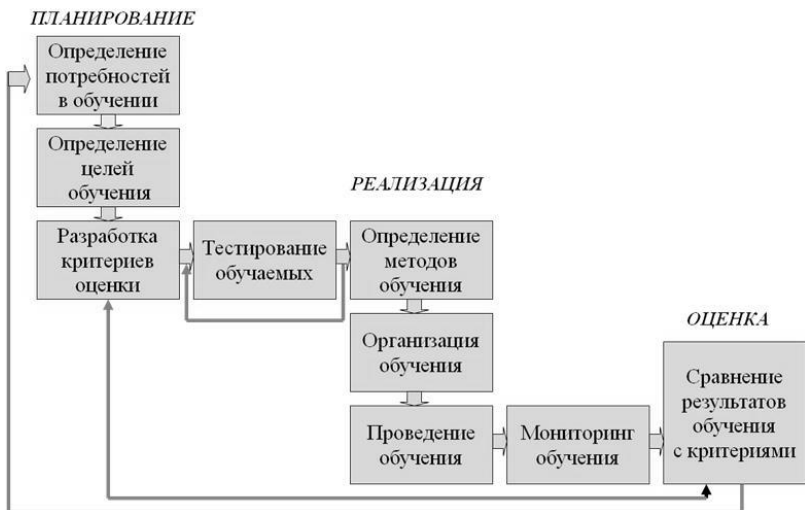 ПЛАНИРОВАНИЕ
Определение
потребностей
в обучении
Определение
целей
обучения
Разработка
критериев
оценки
Тестирование
обучаемых
РЕАЛИЗАЦИЯ
Определение
методов
обучения
Организация
обучения
Проведение
обучения
Мониторинг
обучения
ОЦЕНКА
Сравнение
результатов
обучения
с критериями